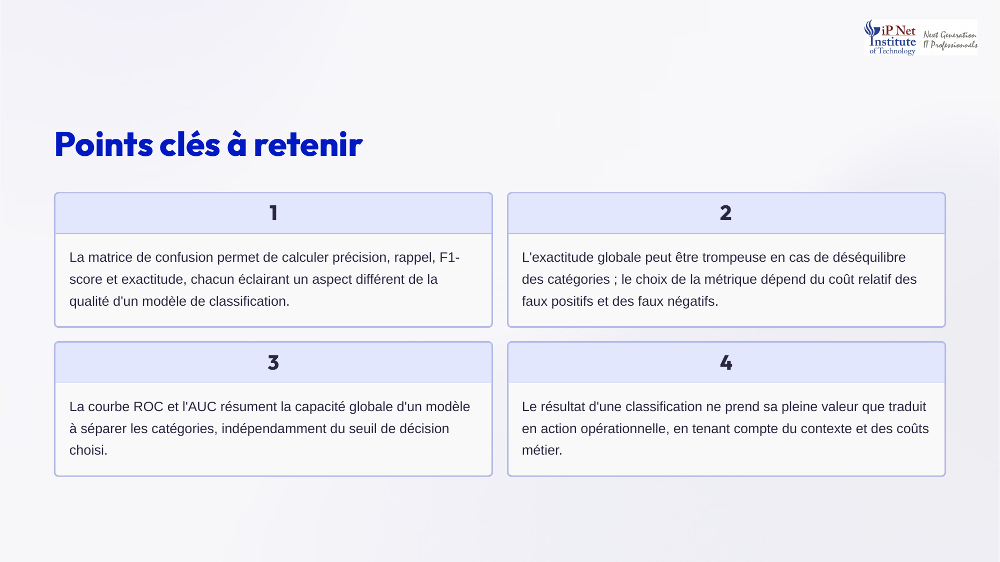 iP Net
Institute
of Technology
Next Generation
IT Professionnels
Points clés à retenir
1
La matrice de confusion permet de calculer précision, rappel, F1-
score et exactitude, chacun éclairant un aspect différent de la
qualité d'un modèle de classification.
2
L'exactitude globale peut être trompeuse en cas de déséquilibre
des catégories ; le choix de la métrique dépend du coût relatif des
faux positifs et des faux négatifs.
3
La courbe ROC et l'AUC résument la capacité globale d'un modèle
à séparer les catégories, indépendamment du seuil de décision
choisi.
4
Le résultat d'une classification ne prend sa pleine valeur que traduit
en action opérationnelle, en tenant compte du contexte et des coûts
métier.